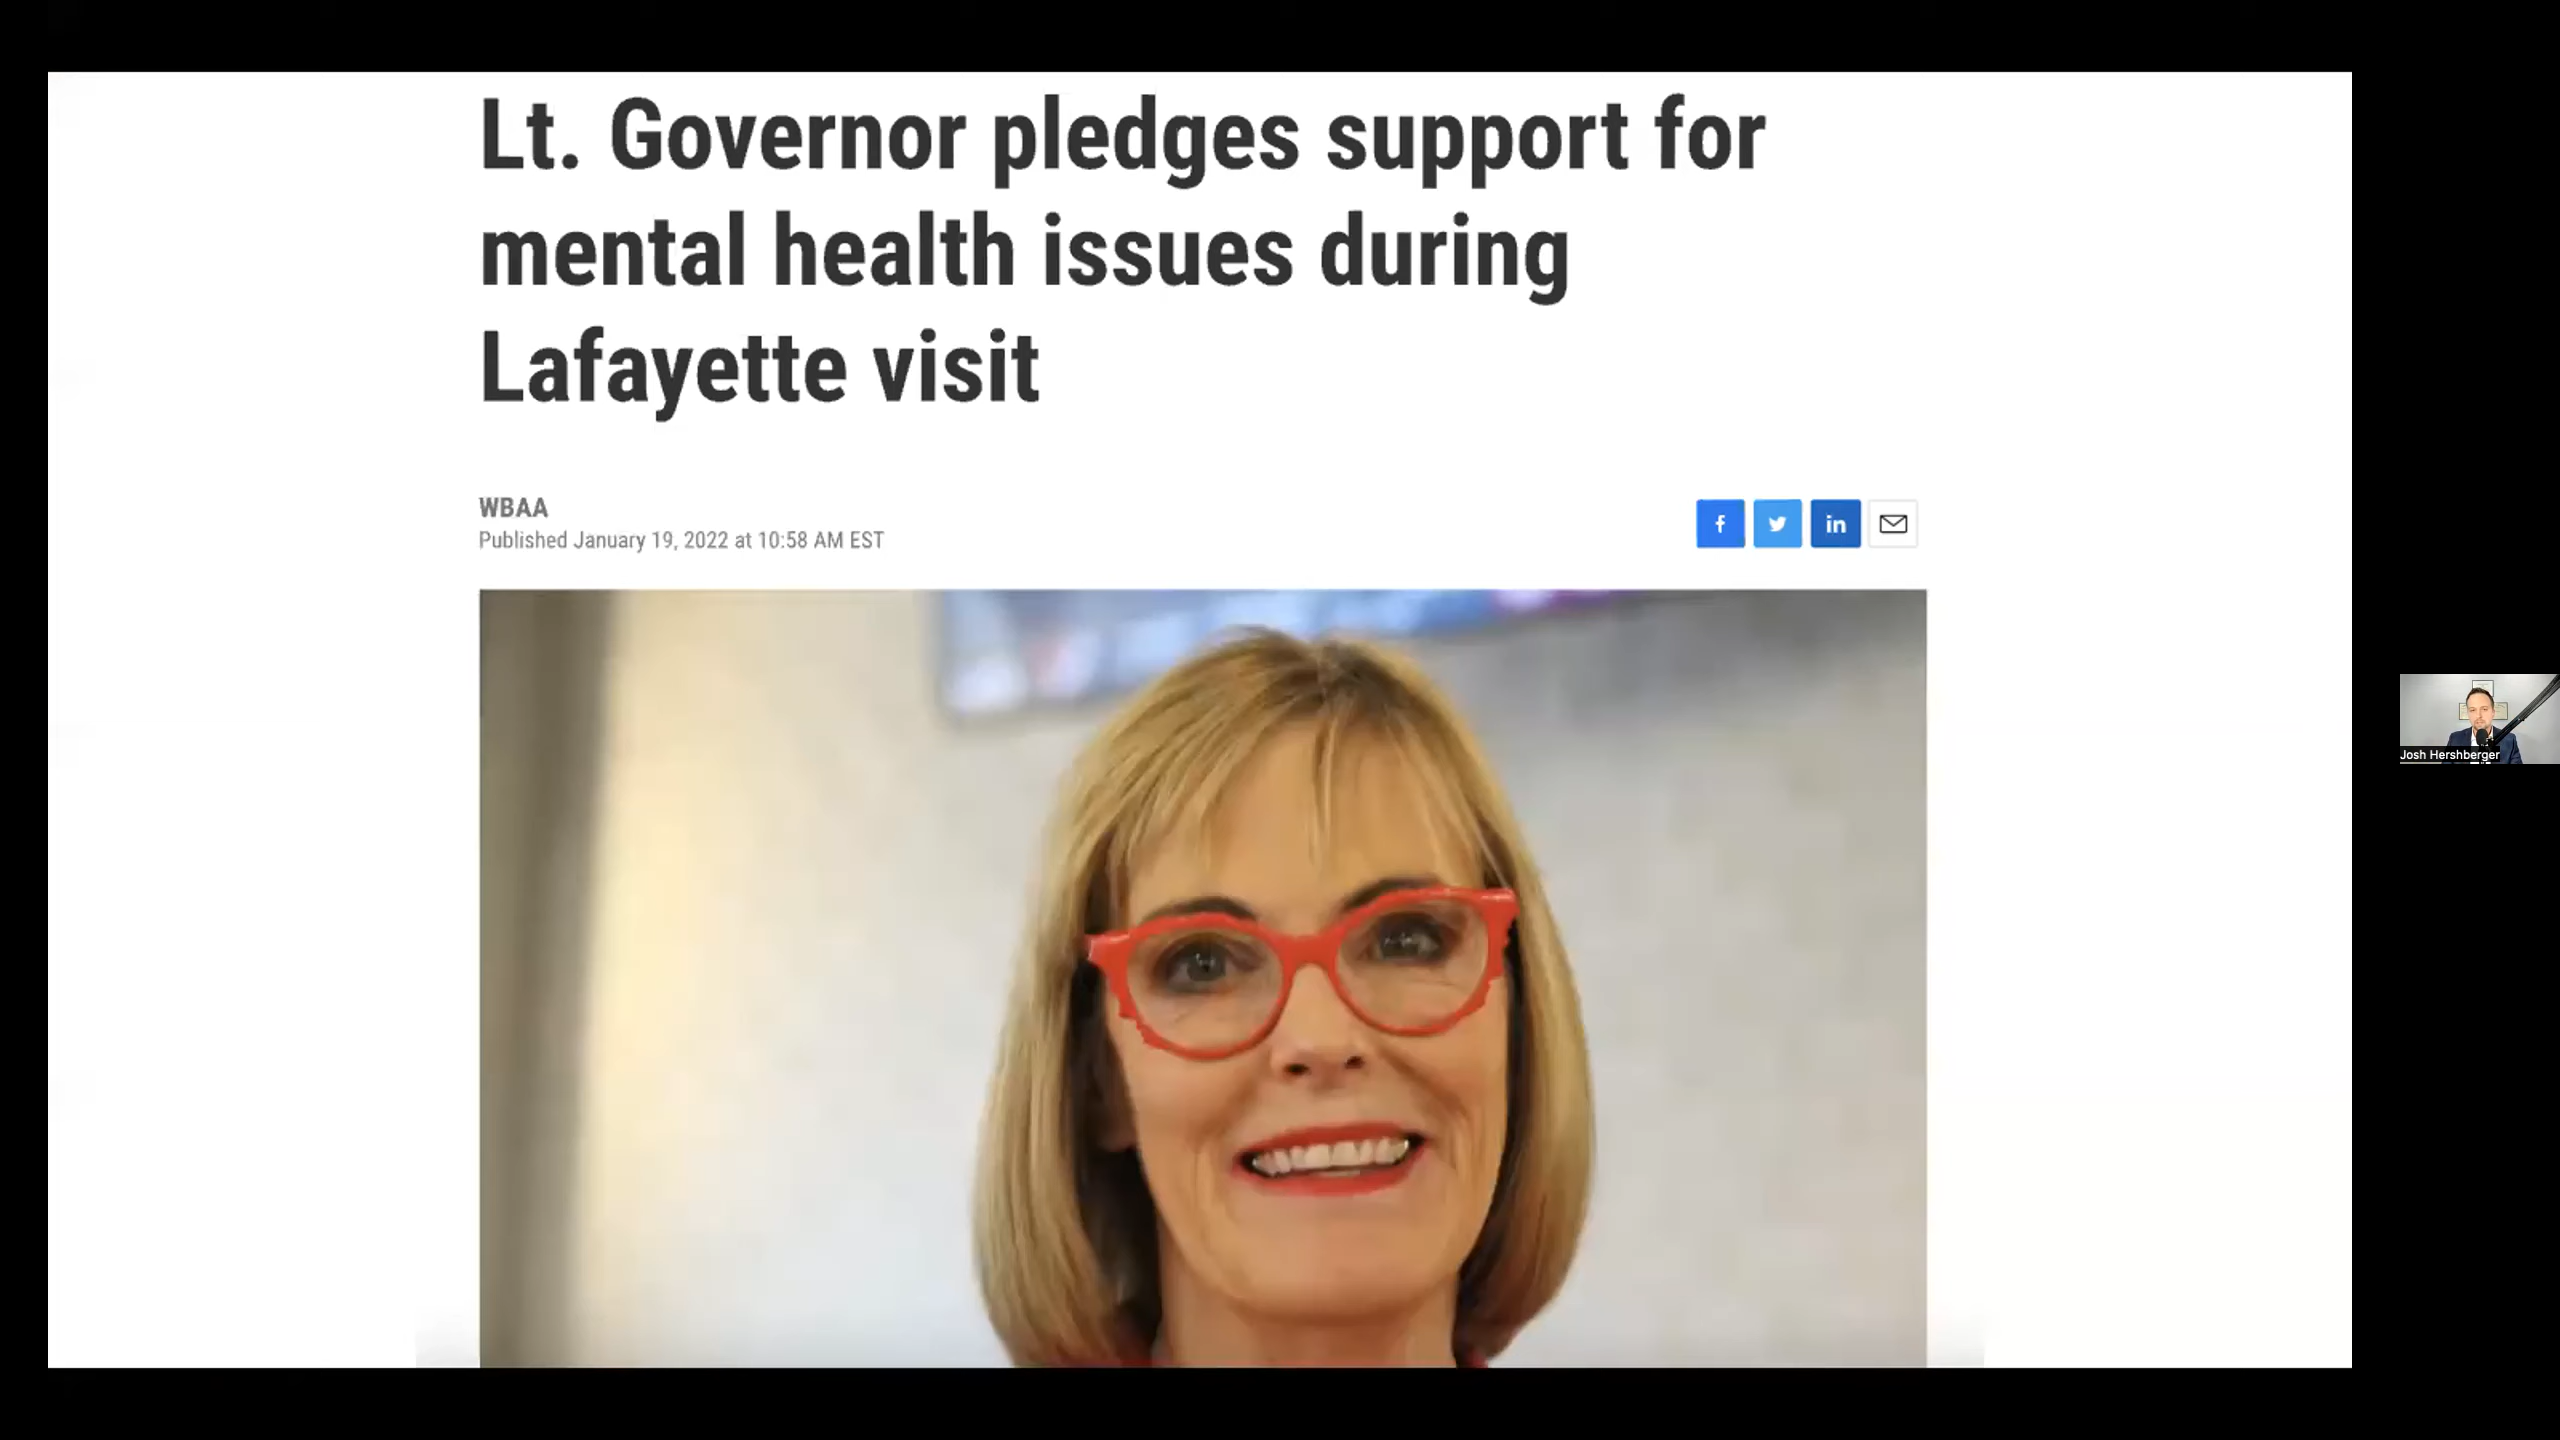 Lt. Governor pledges support for
mental health issues during
Lafayette visit
WBAA
Published January 19, 2022 at 10:58 AM EST
f
in
Josh Hershberger